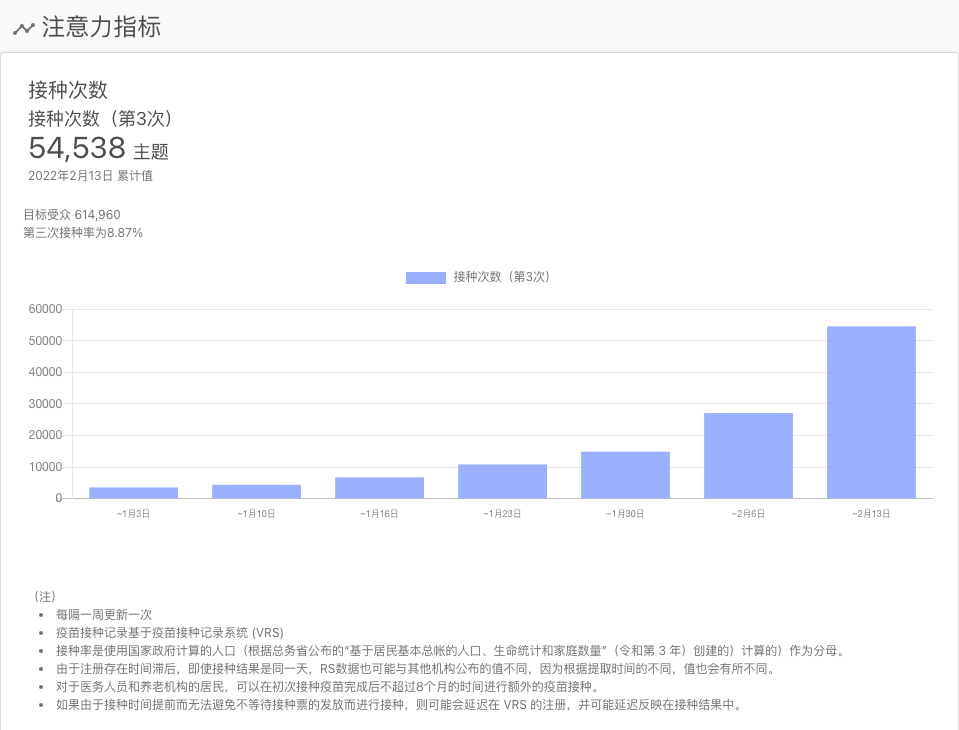 注意力指标
接种次数
接种次数（第3次）
54,538 主题
2022年2月13日 累计值
目标受众 614,960
第三次接种率为8.87%
接种次数（第3次）
60000
50000
40000
30000
20000
10000
0
~1月3日 ~1月10日 ~1月16日 ~1月23日 ~1月30日 ~2月6日 ~2月13日
（注）
• 每隔一周更新一次
• 疫苗接种记录基于疫苗接种记录系统 (VRS)
• 接种率是使用国家政府计算的人口（根据总务省公布的“基于居民基本总帐的人口、生命统计和家庭数量”（令和第 3 年）创建的）计算的）作为分母。
• 由于注册存在时间滞后，即使接种结果是同一天，RS数据也可能与其他机构公布的值不同，因为根据提取时间的不同，值也会有所不同。
• 对于医务人员和养老机构的居民，可以在初次接种疫苗完成后不超过8个月的时间进行额外的疫苗接种。
• 如果由于接种时间提前而无法避免不等待接种票的发放而进行接种，则可能会延迟在 VRS 的注册，并可能延迟反映在接种结果中。